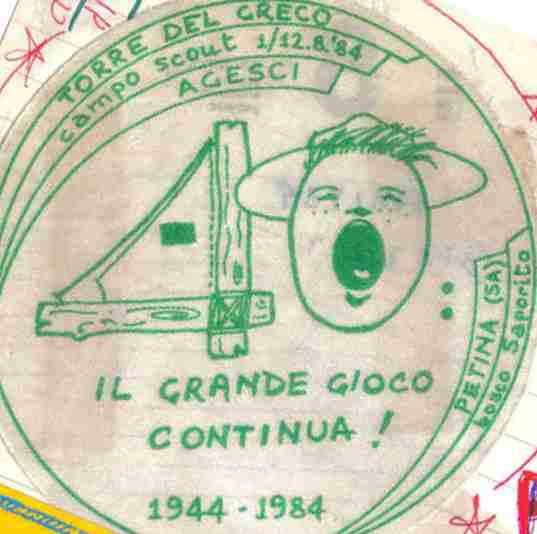 TORRE DEL GRECO
campo scout 1/12.8.'84
AGESCI
40
:
IL GRANDE GIOCO
CONTINUA !
1944 - 1984
PETINA (SA)
bosco Saporito